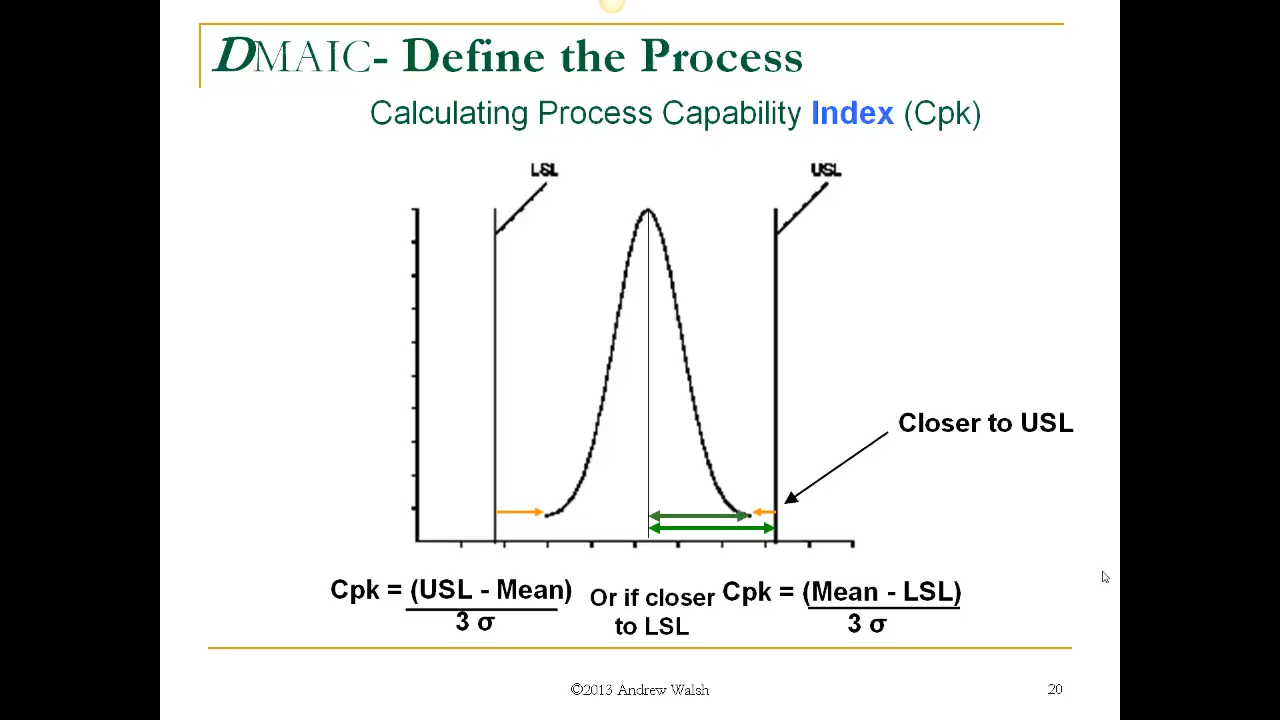 DMAIC- Define the Process
Calculating Process Capability Index (Cpk)
LSL
USL
Closer to USL
Cpk = (USL - Mean)
3 σ
Or if closer
to LSL
Cpk = (Mean - LSL)
3 σ
©2013 Andrew Walsh
20